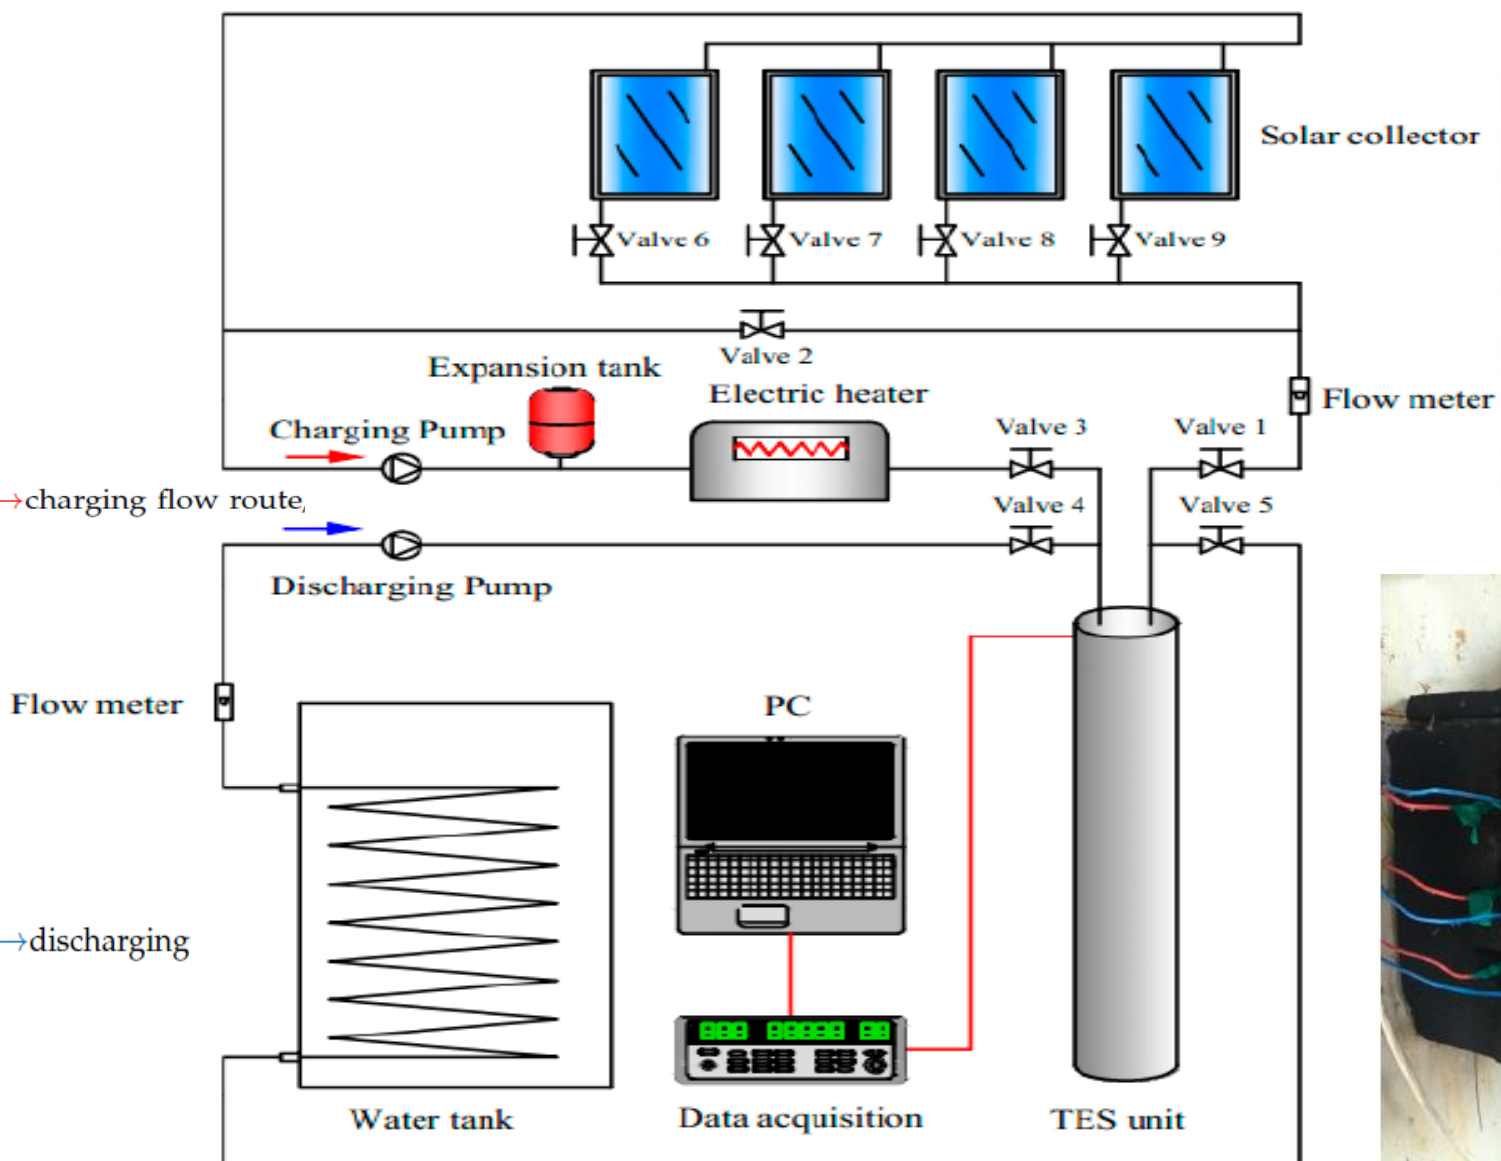 Solar collector
Valve 6
Valve 7
Valve 8
Valve 9
Valve 2
Expansion tank
Electric heater
Flow meter
Charging Pump
Valve 3
Valve 1
→charging flow route,
Valve 4
Valve 5
Discharging Pump
Flow meter
PC
→discharging
Water tank
Data acquisition
TES unit